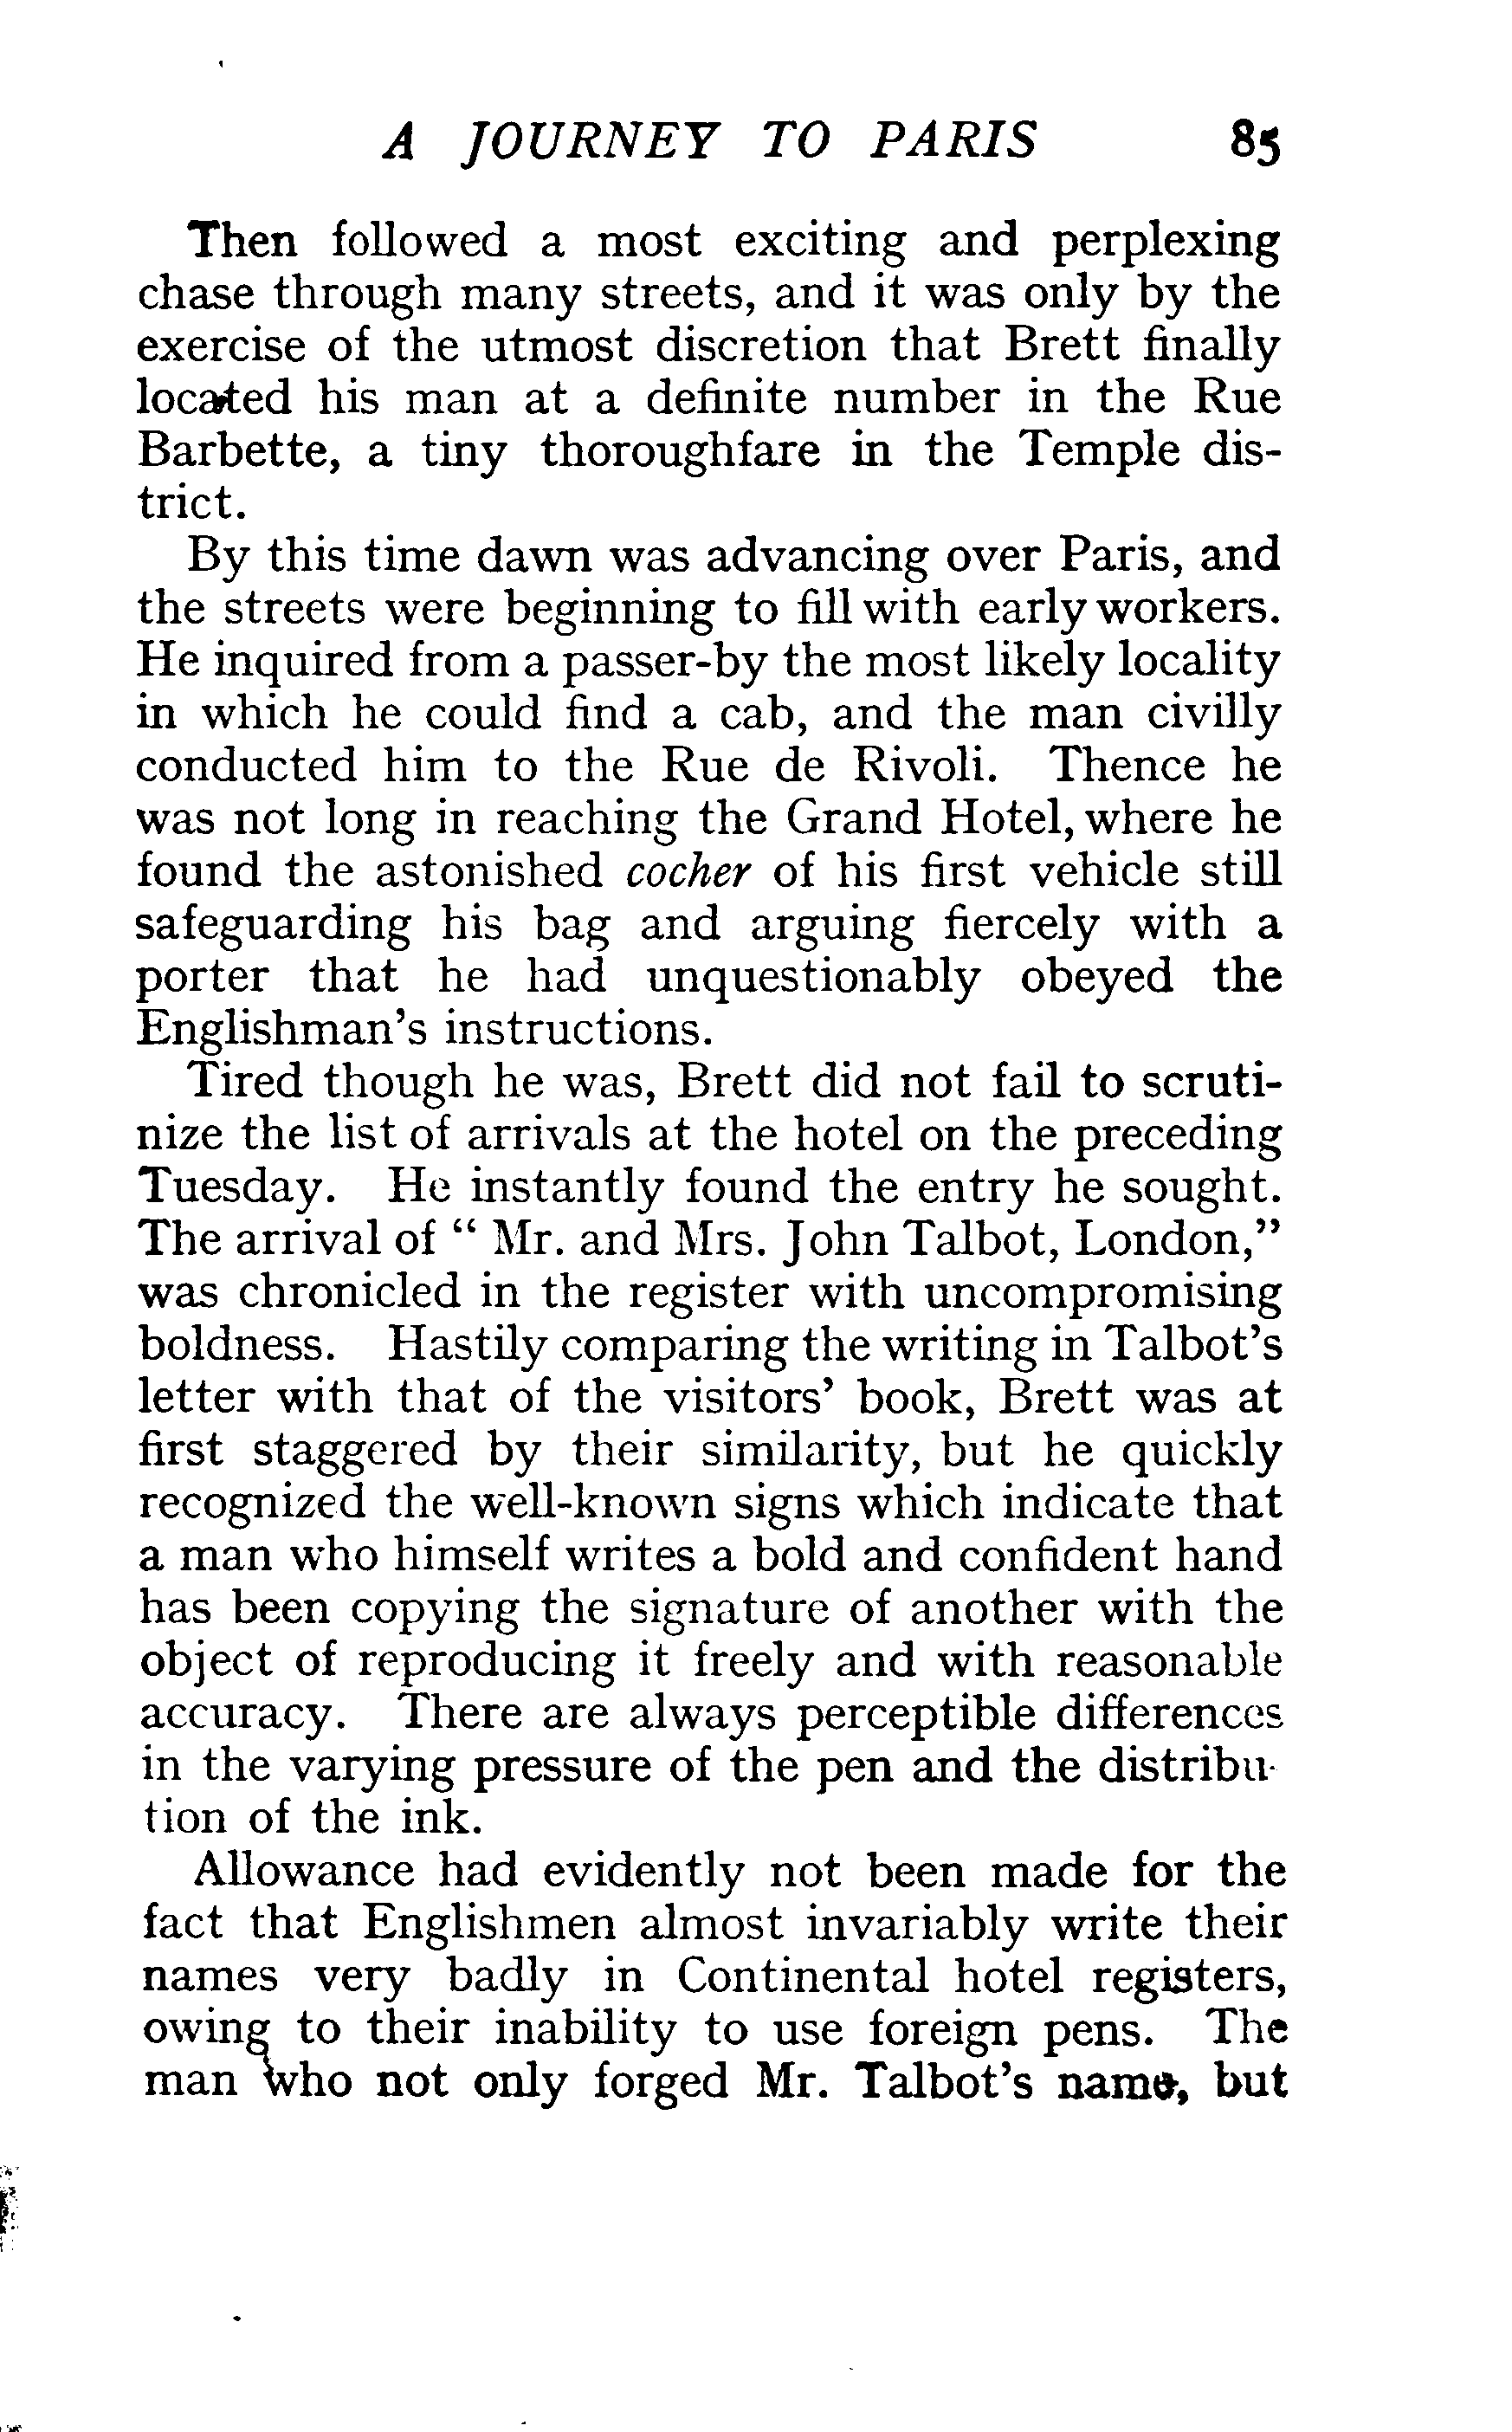 A JOURNEY TO PARIS 85
Then followed a most exciting and perplexing
chase through many streets, and it was only by the
exercise of the utmost discretion that Brett finally
located his man at a definite number in the Rue
Barbette, a tiny thoroughfare in the Temple dis-
trict.
By this time dawn was advancing over Paris, and
the streets were beginning to fill with early workers.
He inquired from a passer-by the most likely locality
in which he could find a cab, and the man civilly
conducted him to the Rue de Rivoli. Thence he
was not long in reaching the Grand Hotel, where he
found the astonished cocher of his first vehicle still
safeguarding his bag and arguing fiercely with a
porter that he had unquestionably obeyed the
Englishman's instructions.
Tired though he was, Brett did not fail to scruti-
nize the list of arrivals at the hotel on the preceding
Tuesday. He instantly found the entry he sought.
The arrival of " Mr. and Mrs. John Talbot, London,"
was chronicled in the register with uncompromising
boldness. Hastily comparing the writing in Talbot's
letter with that of the visitors' book, Brett was at
first staggered by their similarity, but he quickly
recognized the well-known signs which indicate that
a man who himself writes a bold and confident hand
has been copying the signature of another with the
object of reproducing it freely and with reasonable
accuracy. There are always perceptible differences
in the varying pressure of the pen and the distribu-
tion of the ink.
Allowance had evidently not been made for the
fact that Englishmen almost invariably write their
names very badly in Continental hotel registers,
owing to their inability to use foreign pens. The
man who not only forged Mr. Talbot's name, but